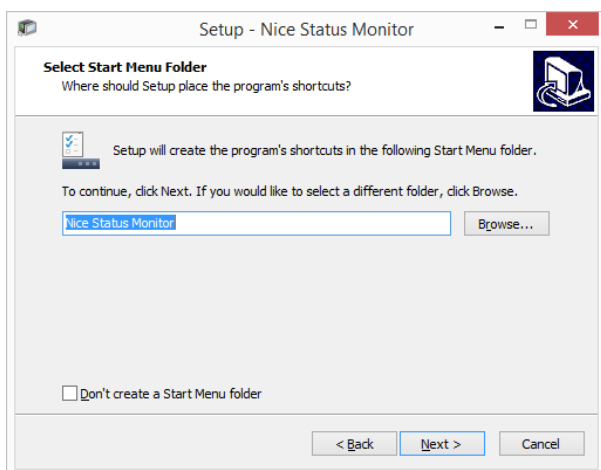 Setup - Nice Status Monitor
Select Start Menu Folder
Where should Setup place the program's shortcuts?
Setup will create the program's shortcuts in the following Start Menu folder.
To continue, click Next. If you would like to select a different folder, click Browse.
Nice Status Monitor
Browse...
Don't create a Start Menu folder
< Back
Next >
Cancel